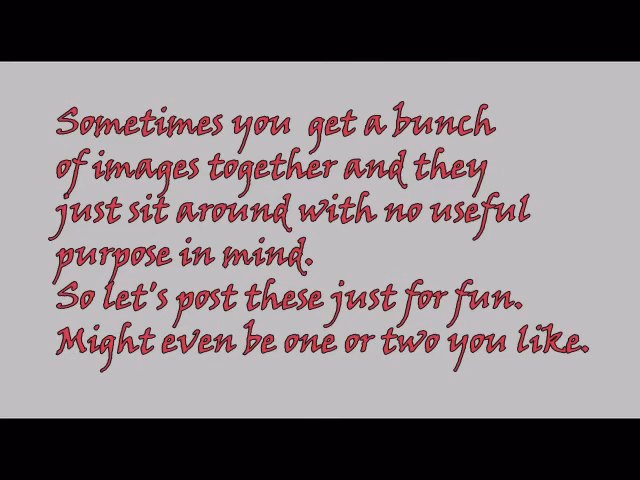 Sometimes you get a bunch
of images together and they
just sit around with no useful
purpose in mind.
So let's post these just for fun.
Might even be one or two you like.